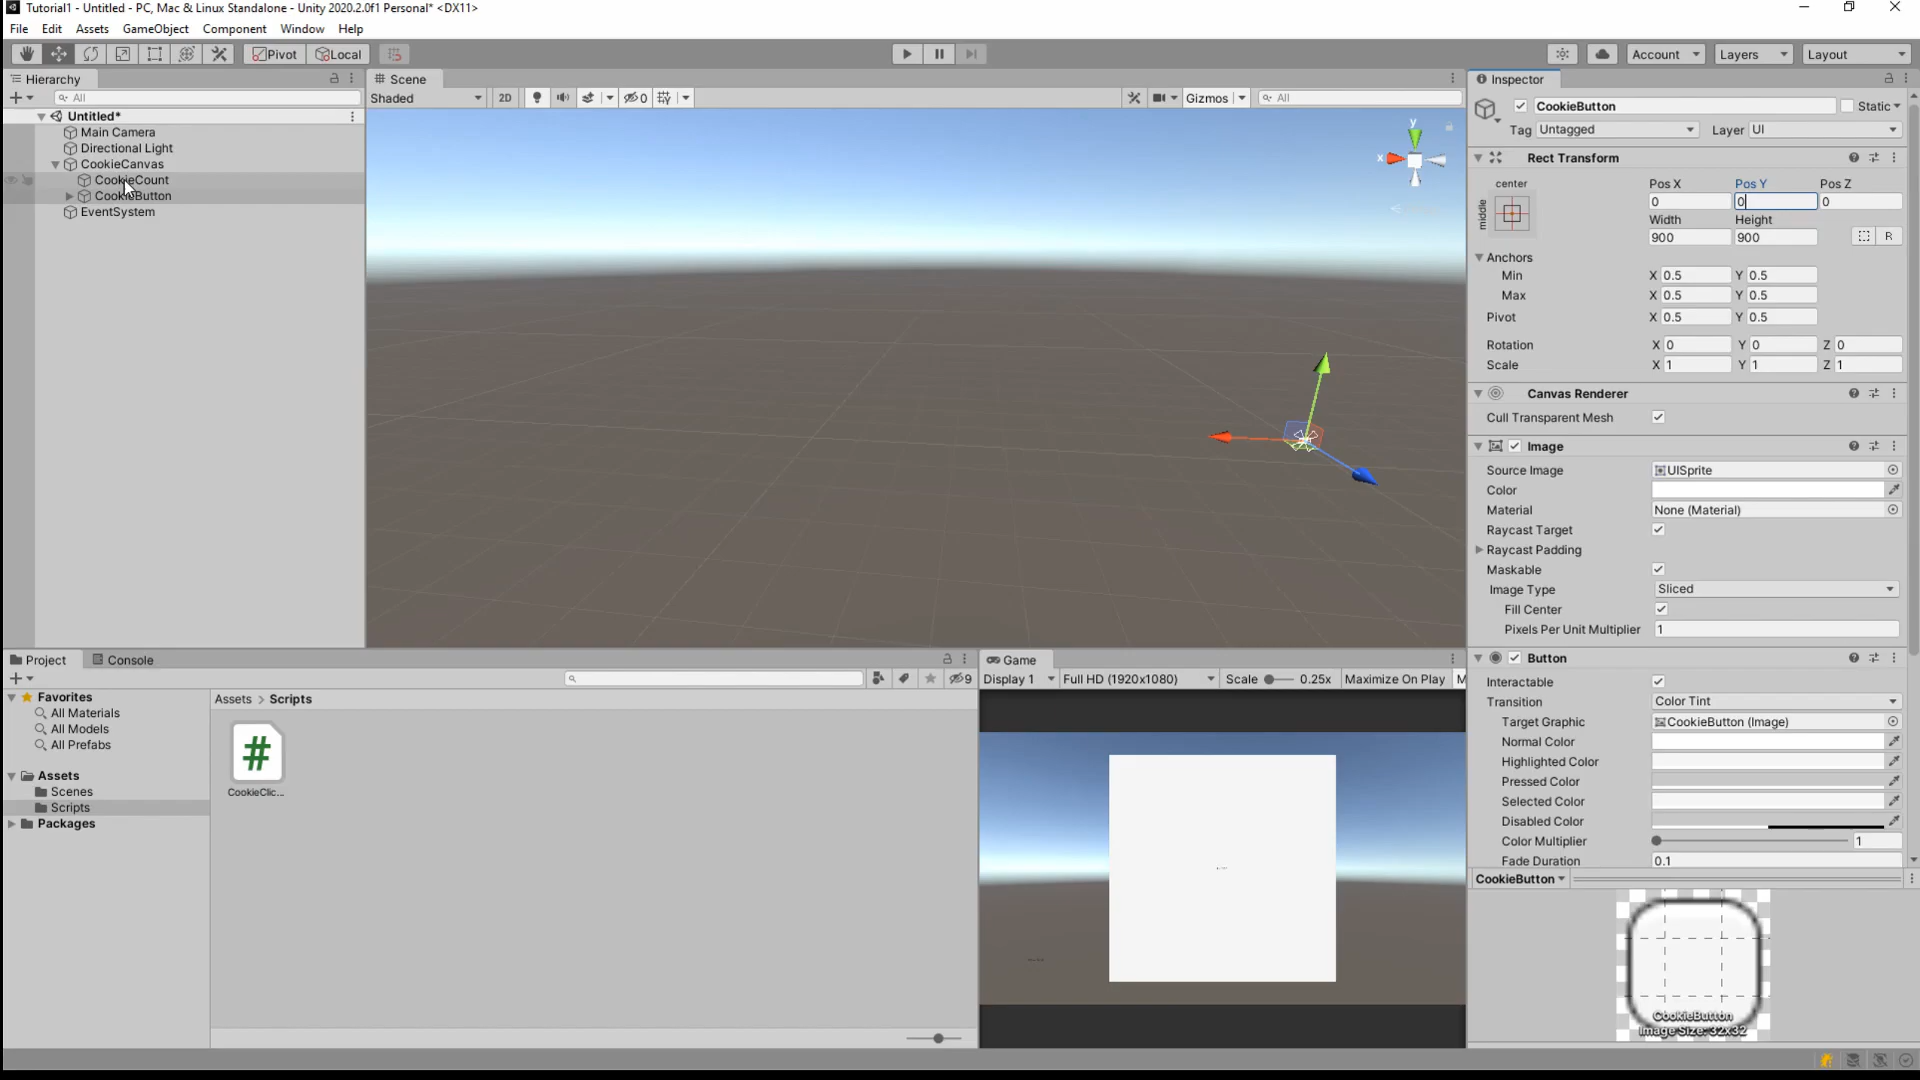 Tutorial1 - Untitled - PC, Mac & Linux Standalone - Unity 2020.2.0f1 Personal* <DX11>
File Edit Assets GameObject Component Window Help
Pivot Local Account Layers Layout
Hierarchy
All
Untitled*
Main Camera
Directional Light
CookieCanvas
CookieCount
CookieButton
EventSystem
Scene
Shaded 2D 0 Gizmos All
y
x
Inspector
CookieButton Static
Tag Untagged Layer UI
Rect Transform
center
middle
Pos X Pos Y Pos Z
0 0 0
Width Height
900 900 R
Anchors
Min X 0.5 Y 0.5
Max X 0.5 Y 0.5
Pivot X 0.5 Y 0.5
Rotation X 0 Y 0 Z 0
Scale X 1 Y 1 Z 1
Canvas Renderer
Cull Transparent Mesh
Image
Source Image UISprite
Color
Material None (Material)
Raycast Target
Raycast Padding
Maskable
Image Type Sliced
Fill Center
Pixels Per Unit Multiplier 1
Button
Interactable
Transition Color Tint
Target Graphic CookieButton (Image)
Normal Color
Highlighted Color
Pressed Color
Selected Color
Disabled Color
Color Multiplier 1
Fade Duration 0.1
CookieButton
CookieButton
Image Size: 32x32
Project Console
9
Favorites
All Materials
All Models
All Prefabs
Assets
Scenes
Scripts
Packages
Assets > Scripts
#
CookieClic...
Game
Display 1 Full HD (1920x1080) Scale 0.25x Maximize On Play M